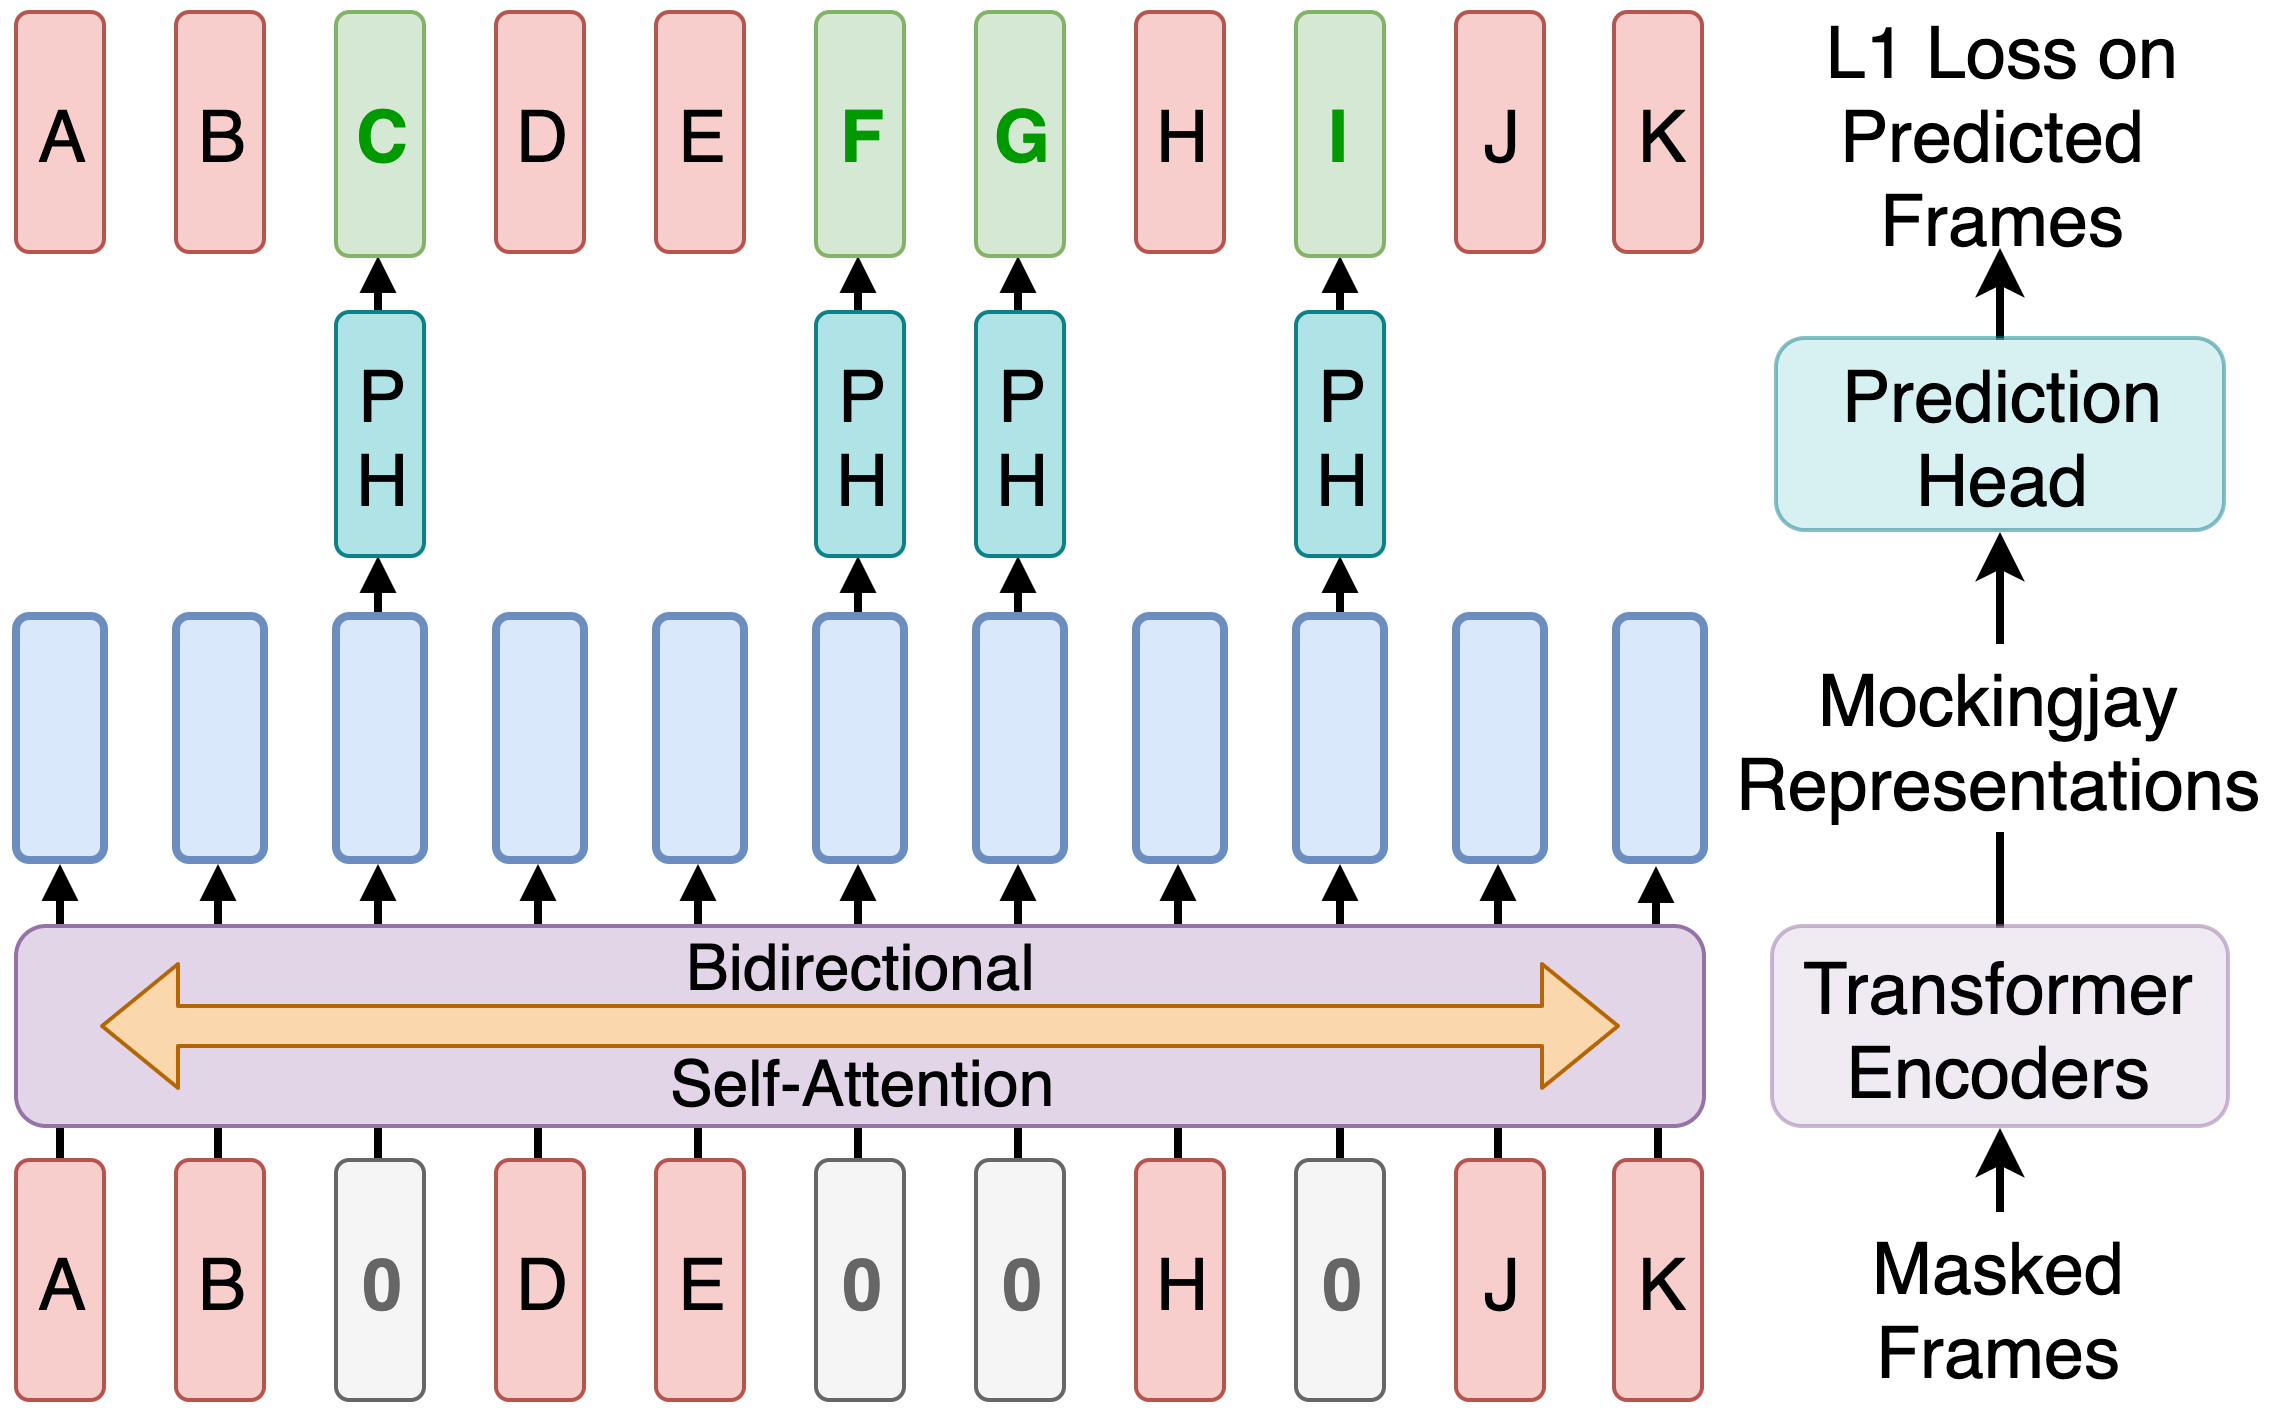 A B C D E F G H I J K
L1 Loss on
Predicted
Frames
P P P P
H H H H
Prediction
Head
Mockingjay
Representations
Bidirectional
Self-Attention
Transformer
Encoders
A B 0 D E 0 0 H 0 J K
Masked
Frames